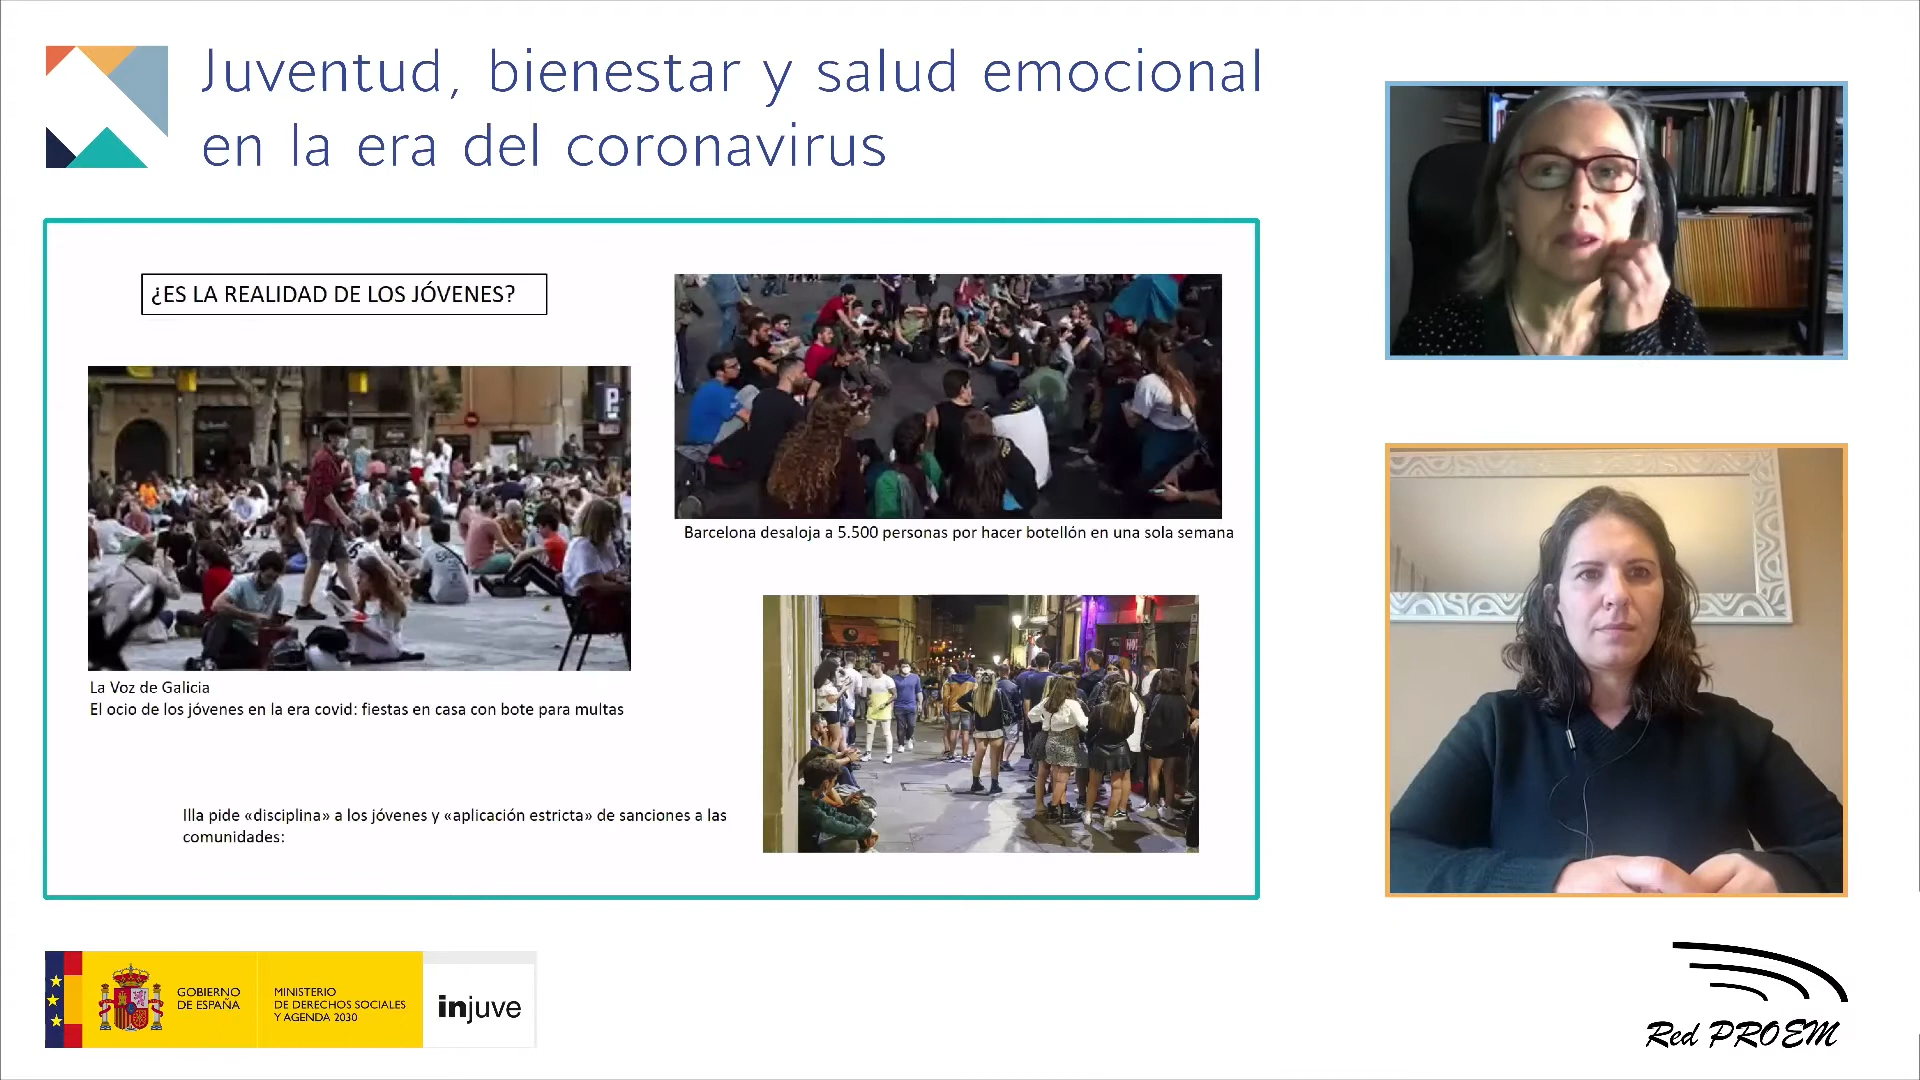 Juventud, bienestar y salud emocional
en la era del coronavirus
¿ES LA REALIDAD DE LOS JÓVENES?
Barcelona desaloja a 5.500 personas por hacer botellón en una sola semana
La Voz de Galicia
El ocio de los jóvenes en la era covid: fiestas en casa con bote para multas
Illa pide «disciplina» a los jóvenes y «aplicación estricta» de sanciones a las
comunidades:
GOBIERNO
DE ESPAÑA
MINISTERIO
DE DERECHOS SOCIALES
Y AGENDA 2030
injuve
Red PROEM